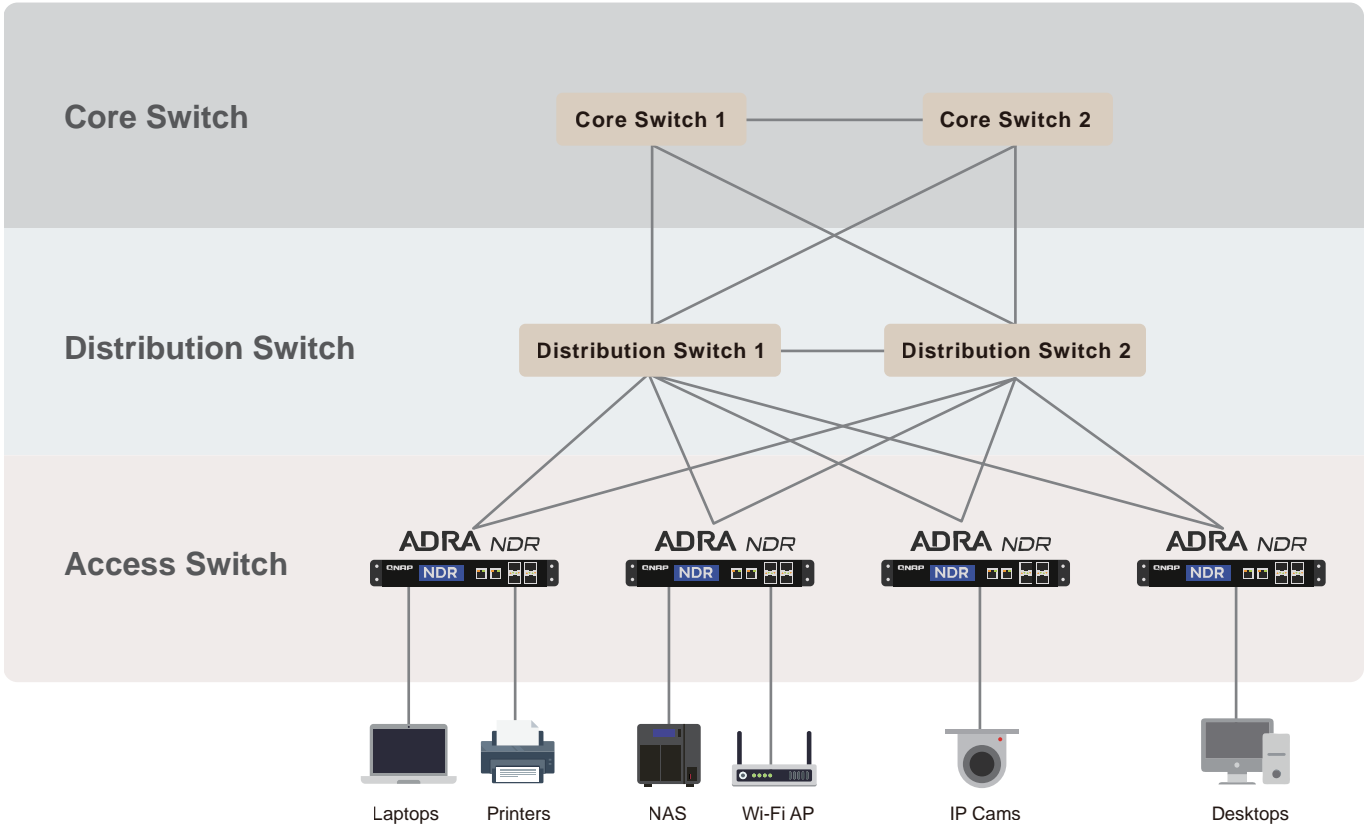 Core Switch
Core Switch 1
Core Switch 2
Distribution Switch
Distribution Switch 1
Distribution Switch 2
Access Switch
ADRA NDR
ADRA NDR
ADRA NDR
ADRA NDR
QNAP NDR
QNAP NDR
QNAP NDR
QNAP NDR
Laptops
Printers
NAS
Wi-Fi AP
IP Cams
Desktops